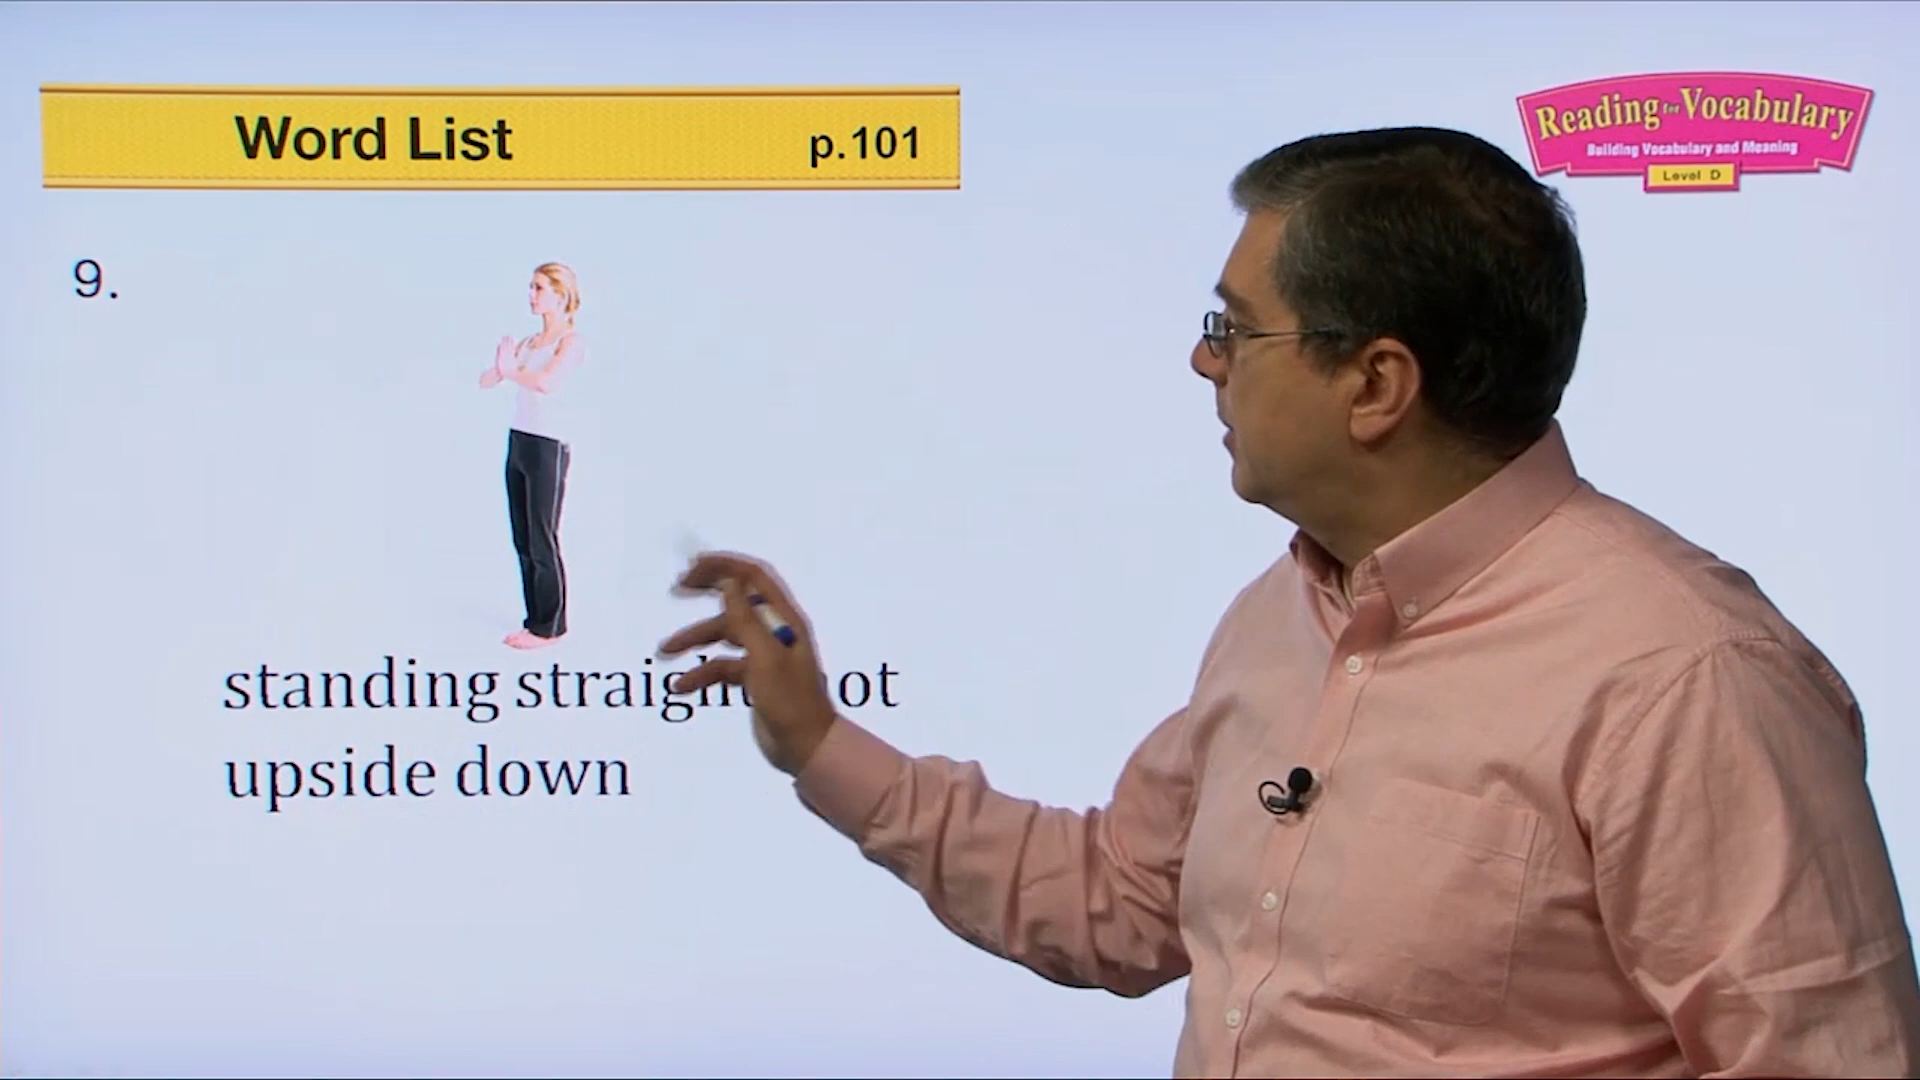 Word List p.101
Reading for Vocabulary
Building Vocabulary and Meaning
Level D
9.
standing
upside down